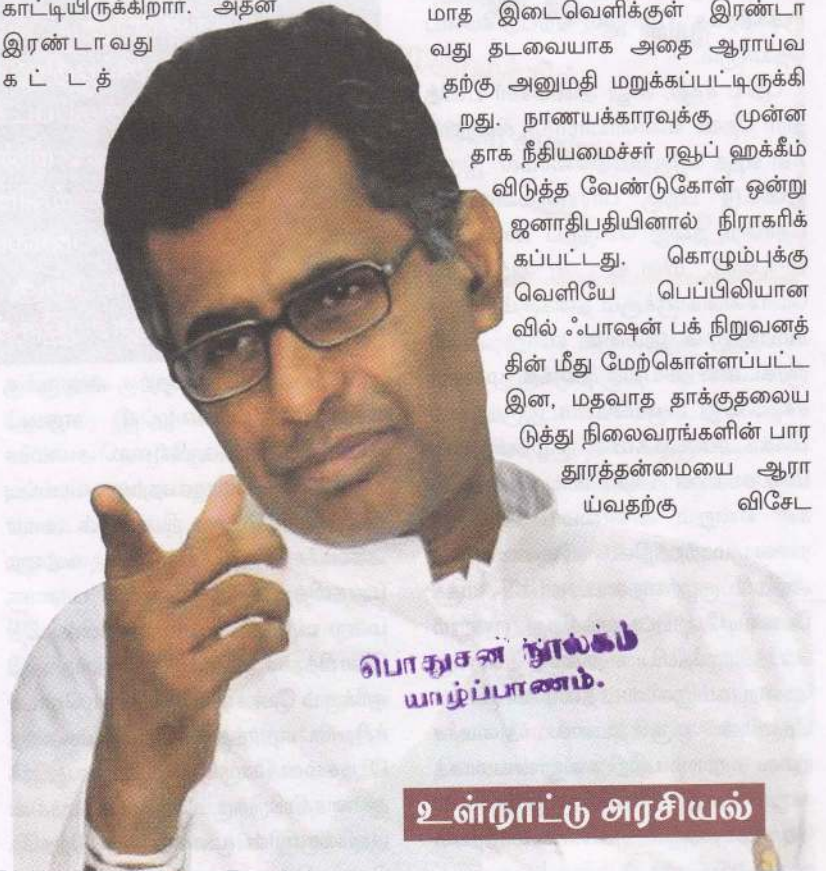 காட்டியிருக்கிறார். அதன்
இரண்டாவது
கட்டத்
மாத இடைவெளிக்குள் இரண்டா
வது தடவையாக அதை ஆராய்வ
தற்கு அனுமதி மறுக்கப்பட்டிருக்கி
றது. நாணயக்காரவுக்கு முன்ன
தாக நீதியமைச்சர் ரவூப் ஹக்கீம்
விடுத்த வேண்டுகோள் ஒன்று
ஜனாதிபதியினால் நிராகரிக்
கப்பட்டது. கொழும்புக்கு
வெளியே பெப்பிலியான
வில் ஃபாஷன் பக் நிறுவனத்
தின் மீது மேற்கொள்ளப்பட்ட
இன, மதவாத தாக்குதலைய
டுத்து நிலைவரங்களின் பார
தூரத்தன்மையை ஆரா
ய்வதற்கு விசேட
பொதுசன நூல்கம்
யாழ்ப்பாணம்.
உள்நாட்டு அரசியல்